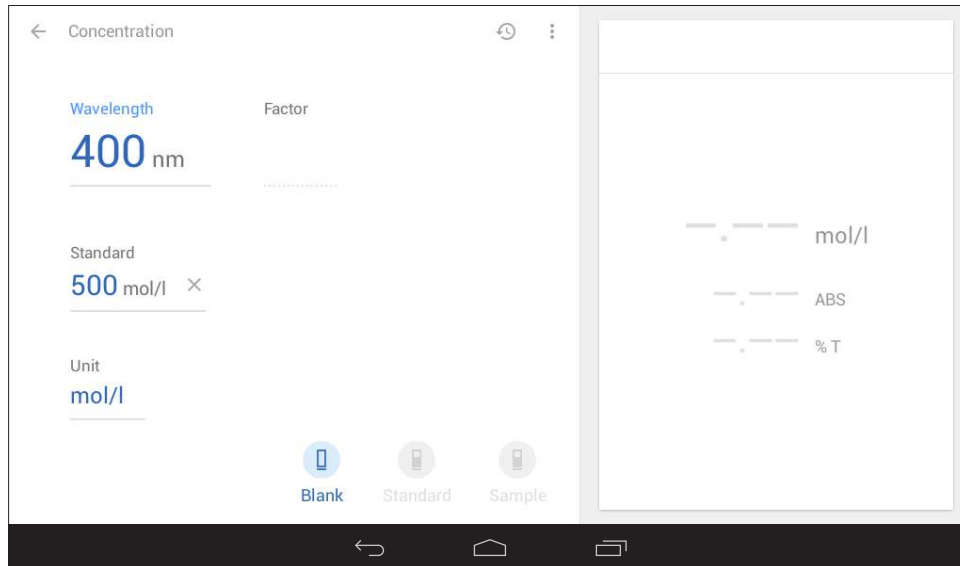 Concentration
Wavelength
400 nm
Factor
Standard
500 mol/l
Unit
mol/l
Blank
Standard
Sample
mol/l
ABS
% T